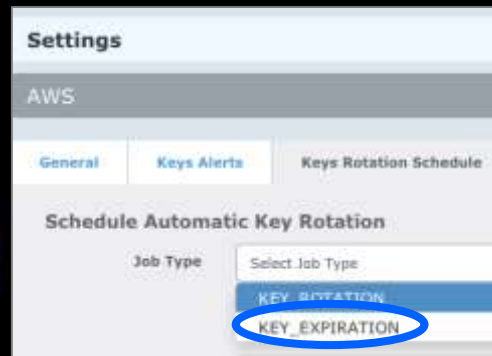 Settings
AWS
General Keys Alerts Keys Rotation Schedule
Schedule Automatic Key Rotation
Job Type Select Job Type
KEY_ROTATION
KEY_EXPIRATION